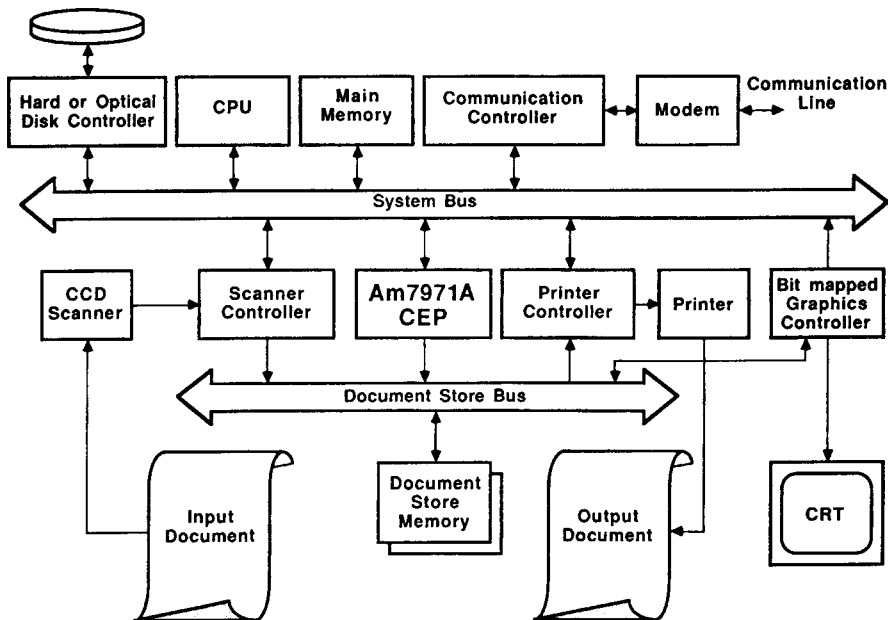 Hard or Optical
Disk Controller
CPU
Main
Memory
Communication
Controller
Modem
Communication
Line
System Bus
CCD
Scanner
Scanner
Controller
Am7971A
CEP
Printer
Controller
Printer
Bit mapped
Graphics
Controller
Document Store Bus
Input
Document
Document
Store
Memory
Output
Document
CRT